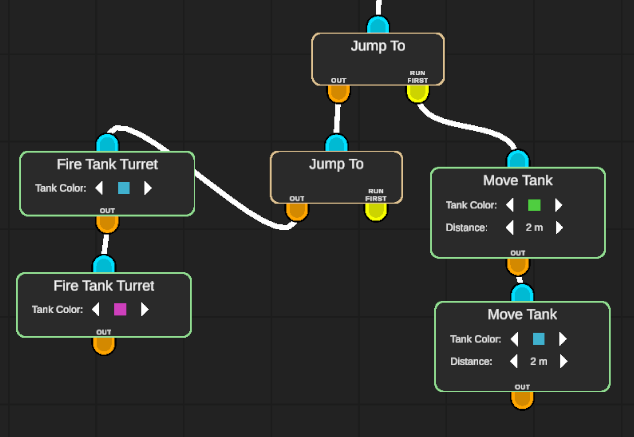 Jump To
OUT
RUN
FIRST
Fire Tank Turret
Tank Color:
OUT
Jump To
OUT
RUN
FIRST
Move Tank
Tank Color:
Distance: 2 m
OUT
Fire Tank Turret
Tank Color:
OUT
Move Tank
Tank Color:
Distance: 2 m
OUT